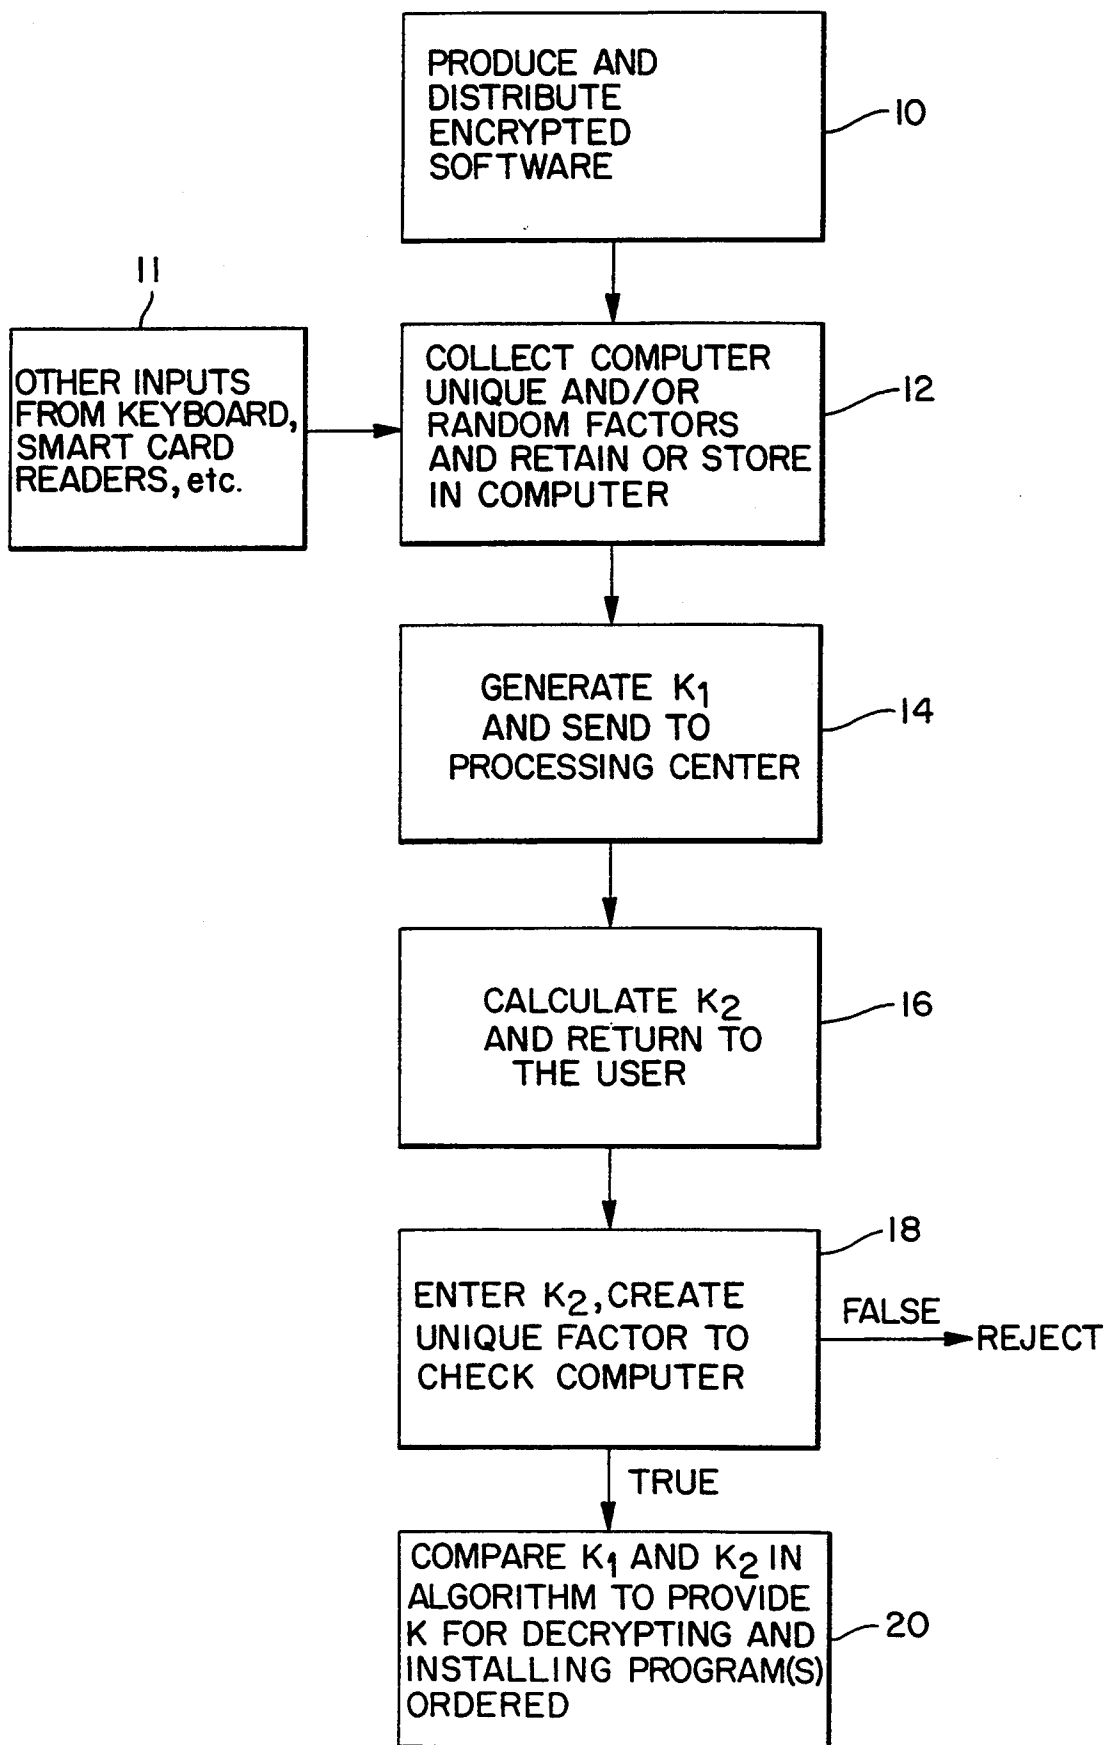 PRODUCE AND
DISTRIBUTE
ENCRYPTED
SOFTWARE
10
11
OTHER INPUTS
FROM KEYBOARD,
SMART CARD
READERS, etc.
COLLECT COMPUTER
UNIQUE AND/OR
RANDOM FACTORS
AND RETAIN OR STORE
IN COMPUTER
12
GENERATE K1
AND SEND TO
PROCESSING CENTER
14
CALCULATE K2
AND RETURN TO
THE USER
16
18
ENTER K2, CREATE
UNIQUE FACTOR TO
CHECK COMPUTER
FALSE
REJECT
TRUE
COMPARE K1 AND K2 IN
ALGORITHM TO PROVIDE
K FOR DECRYPTING AND
INSTALLING PROGRAM(S)
ORDERED
20